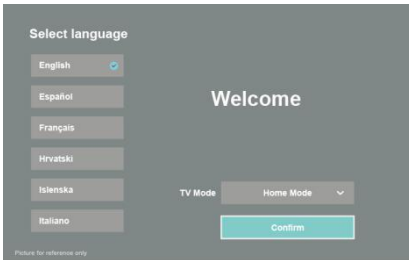 Select language
English
Español
Français
Hrvatski
Islenska
Italiano
Welcome
TV Mode
Home Mode
Confirm
Picture for reference only